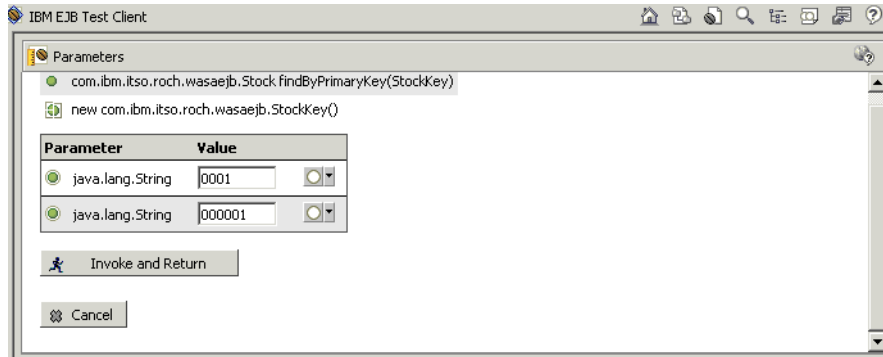 IBM EJB Test Client
Parameters
com.ibm.itso.roch.wasaejb.Stock findByPrimaryKey(StockKey)
new com.ibm.itso.roch.wasaejb.StockKey()
Parameter Value
java.lang.String 0001
java.lang.String 000001
Invoke and Return
Cancel